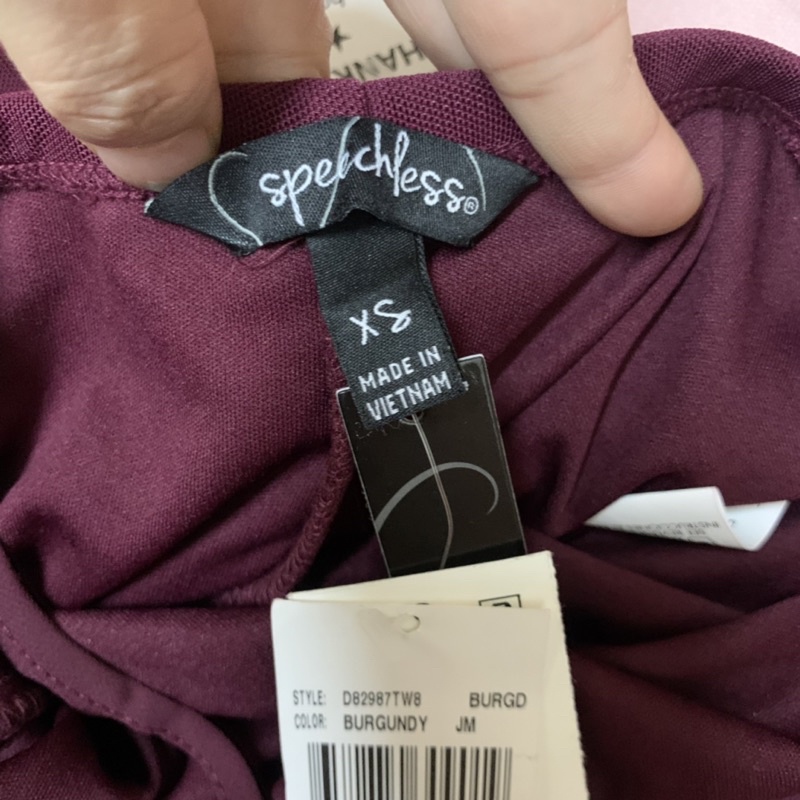 speechless®
XS
MADE IN
VIETNAM
STYLE: D82987TW8 BURGD
COLOR: BURGUNDY JM